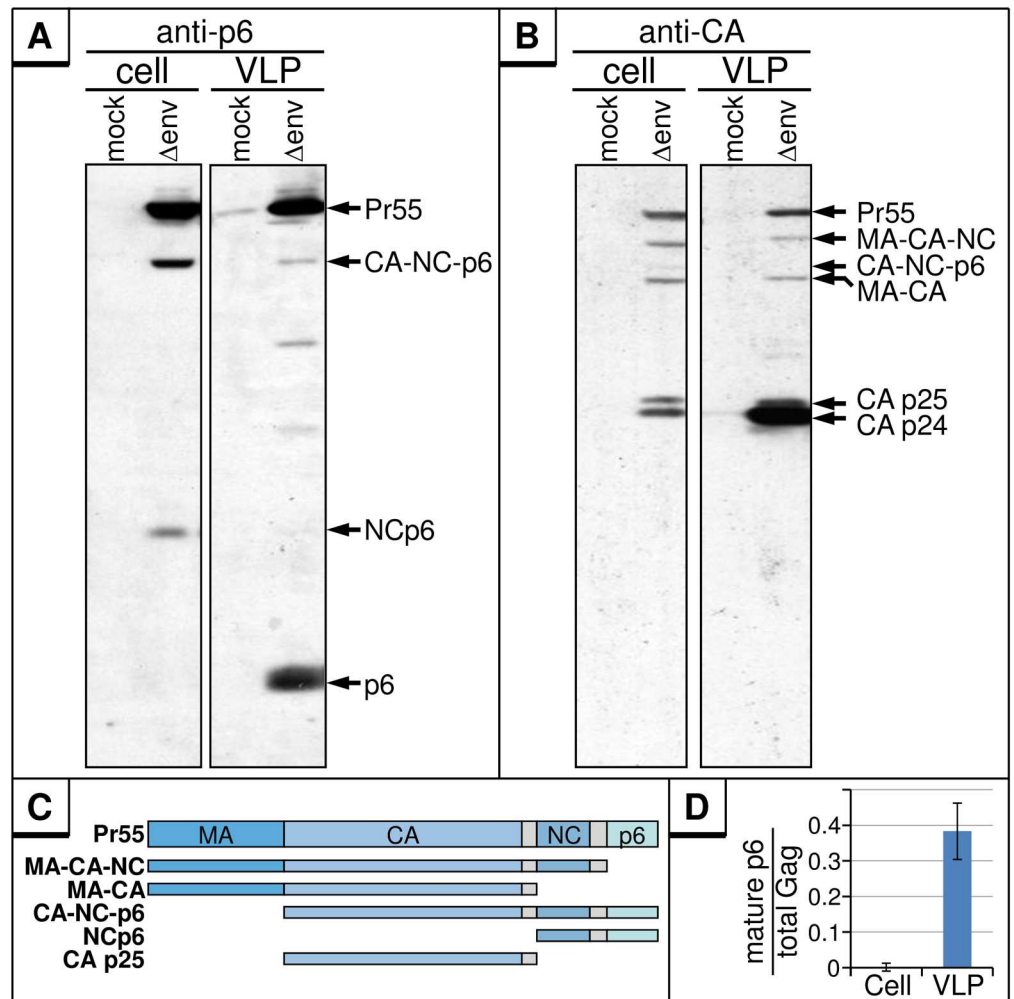 A
anti-p6
cell VLP
mock Δenv mock Δenv
Pr55
CA-NC-p6
NCp6
p6
B
anti-CA
cell VLP
mock Δenv mock Δenv
Pr55
MA-CA-NC
CA-NC-p6
MA-CA
CA p25
CA p24
C
Pr55 MA CA NC p6
MA-CA-NC
MA-CA
CA-NC-p6
NCp6
CA p25
D
mature p6
total Gag
0.4
0.3
0.2
0.1
0
Cell VLP